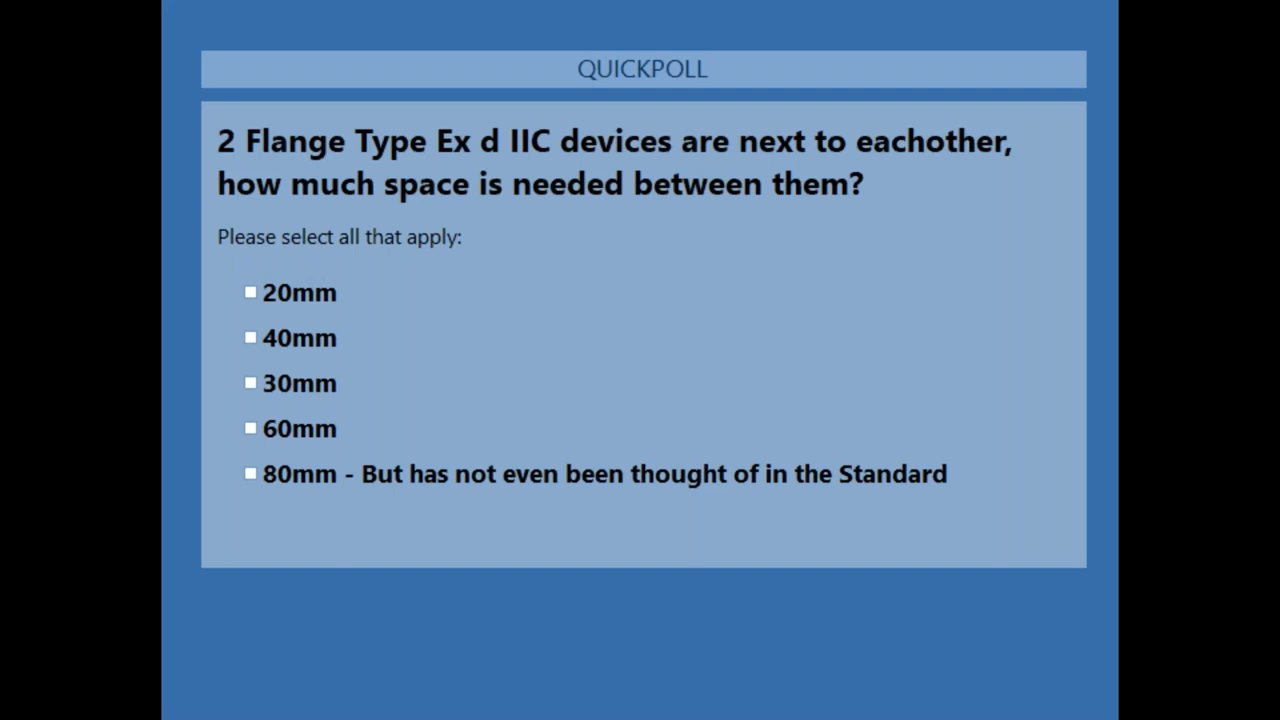 QUICKPOLL
2 Flange Type Ex d IIC devices are next to eachother,
how much space is needed between them?
Please select all that apply:
20mm
40mm
30mm
60mm
80mm - But has not even been thought of in the Standard